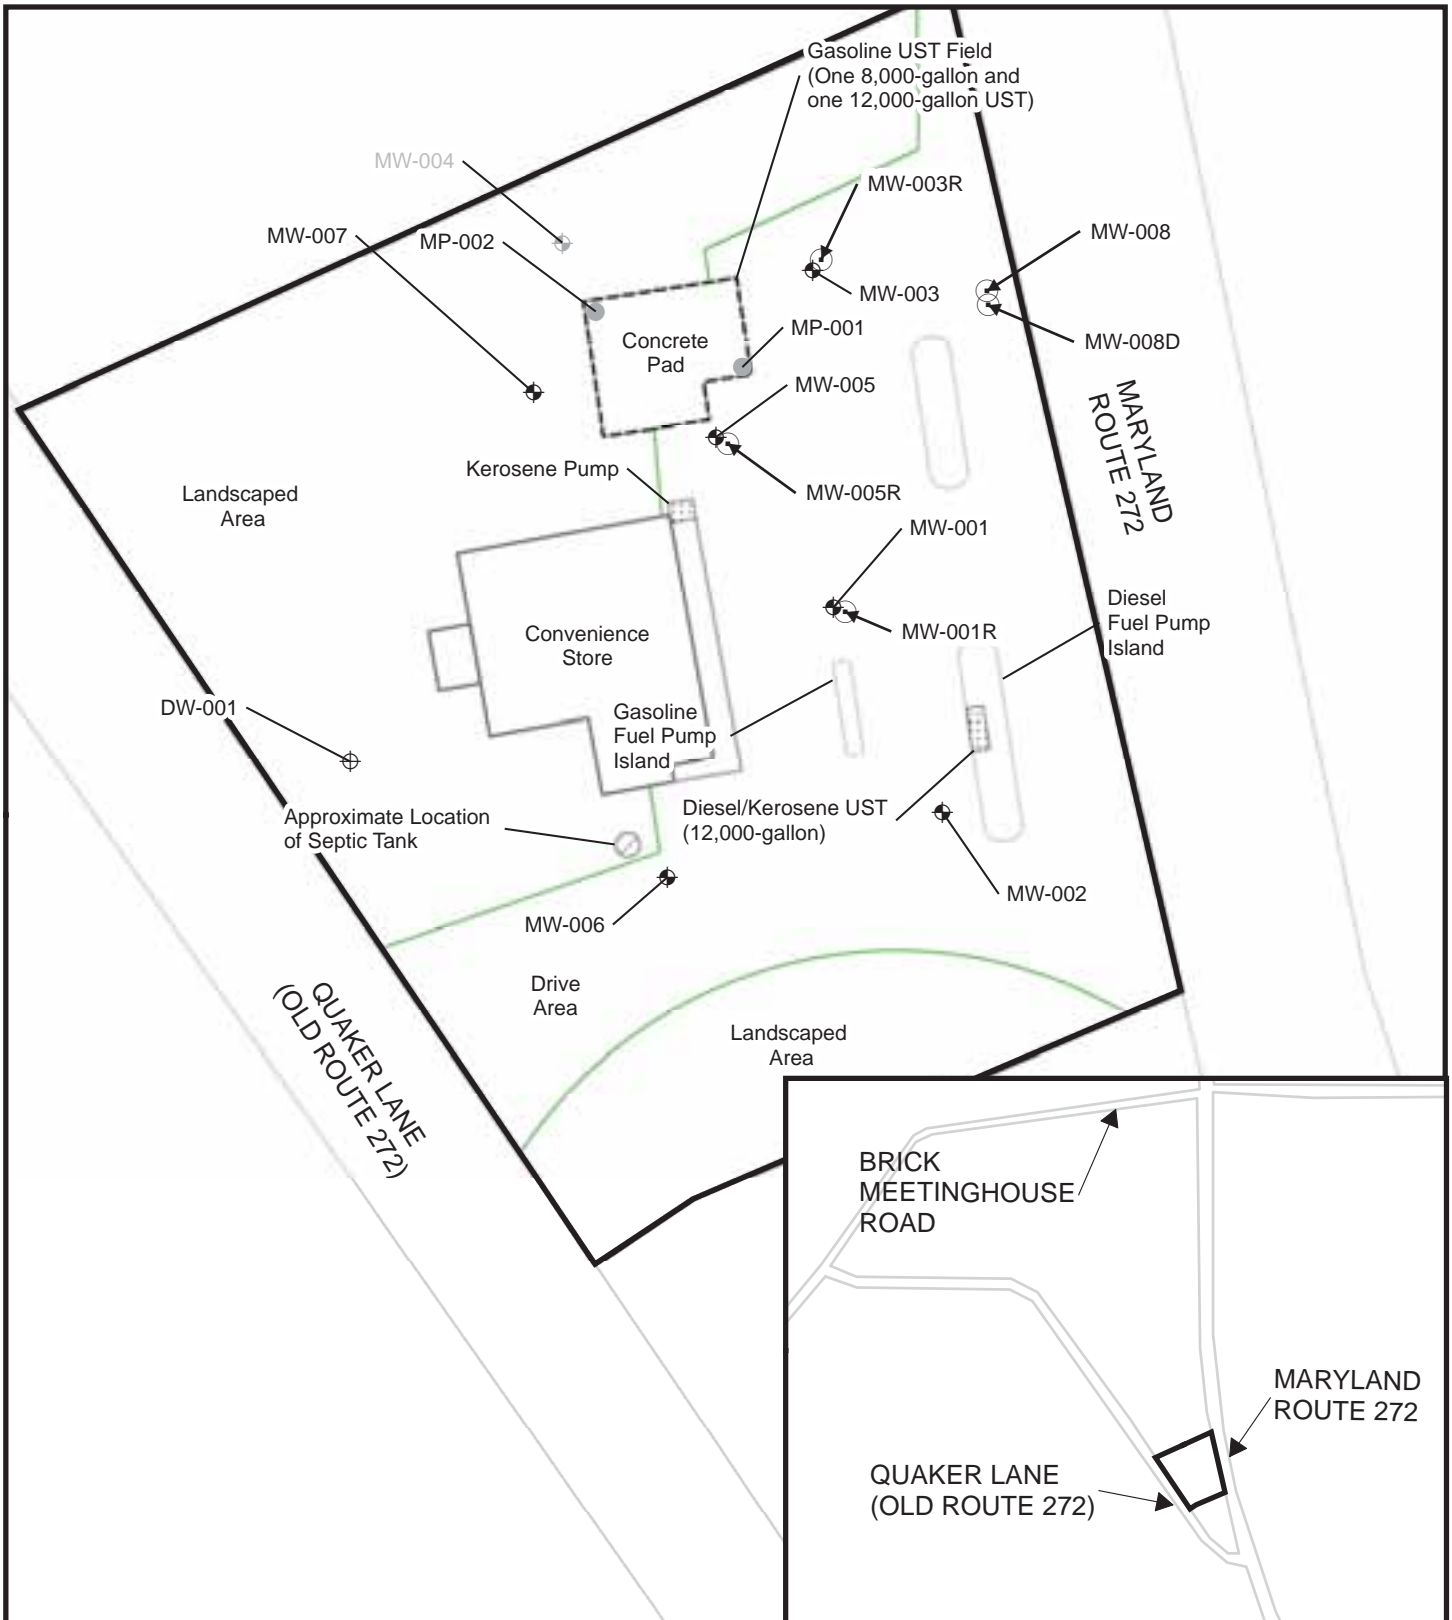 Gasoline UST Field
(One 8,000-gallon and
one 12,000-gallon UST)
MW-004
MW-003R
MW-007
MP-002
MW-008
MW-003
MP-001
MW-008D
Concrete
Pad
MW-005
MARYLAND
ROUTE 272
Kerosene Pump
MW-005R
Landscaped
Area
MW-001
Diesel
Fuel Pump
Island
MW-001R
Convenience
Store
DW-001
Gasoline
Fuel Pump
Island
Approximate Location
of Septic Tank
Diesel/Kerosene UST
(12,000-gallon)
MW-002
MW-006
Drive
Area
QUAKER LANE
(OLD ROUTE 272)
Landscaped
Area
BRICK
MEETINGHOUSE
ROAD
MARYLAND
ROUTE 272
QUAKER LANE
(OLD ROUTE 272)